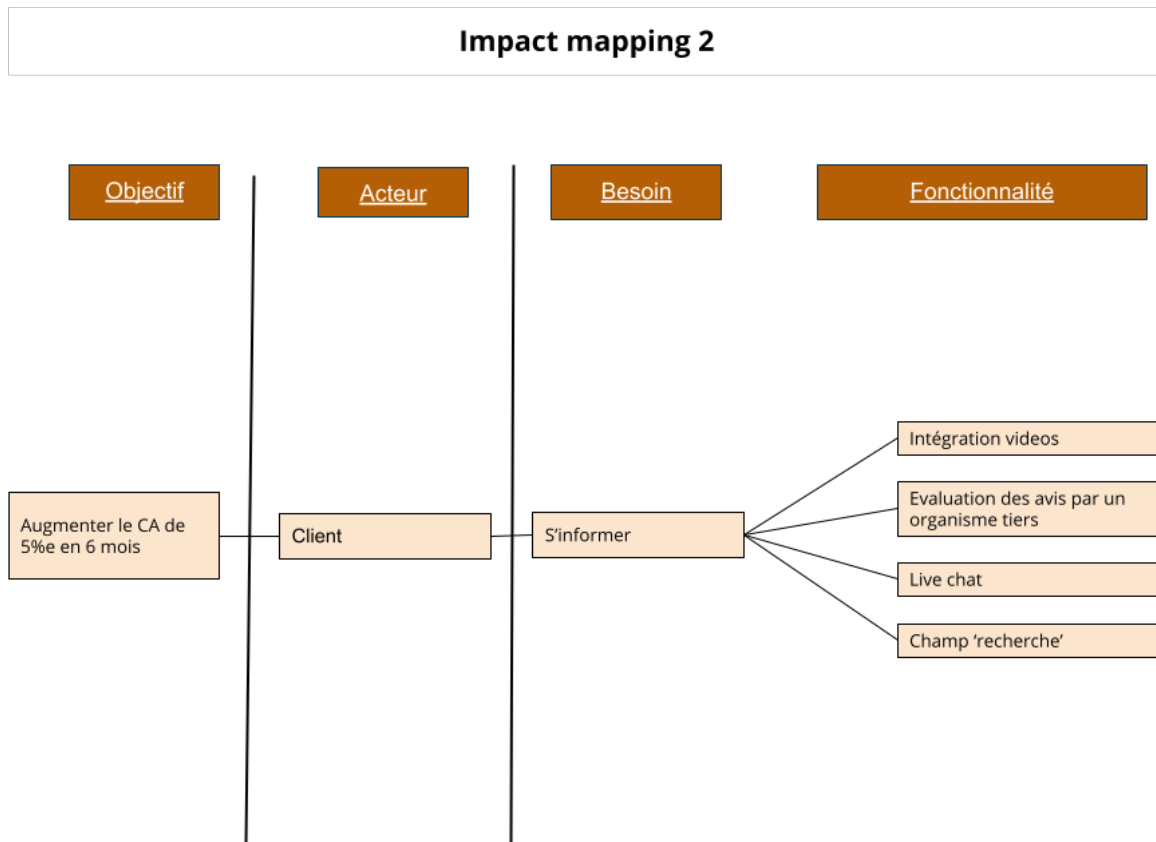 Impact mapping 2
Objectif
Acteur
Besoin
Fonctionnalité
Augmenter le CA de
5%e en 6 mois
Client
S'informer
Intégration videos
Evaluation des avis par un
organisme tiers
Live chat
Champ ‘recherche’